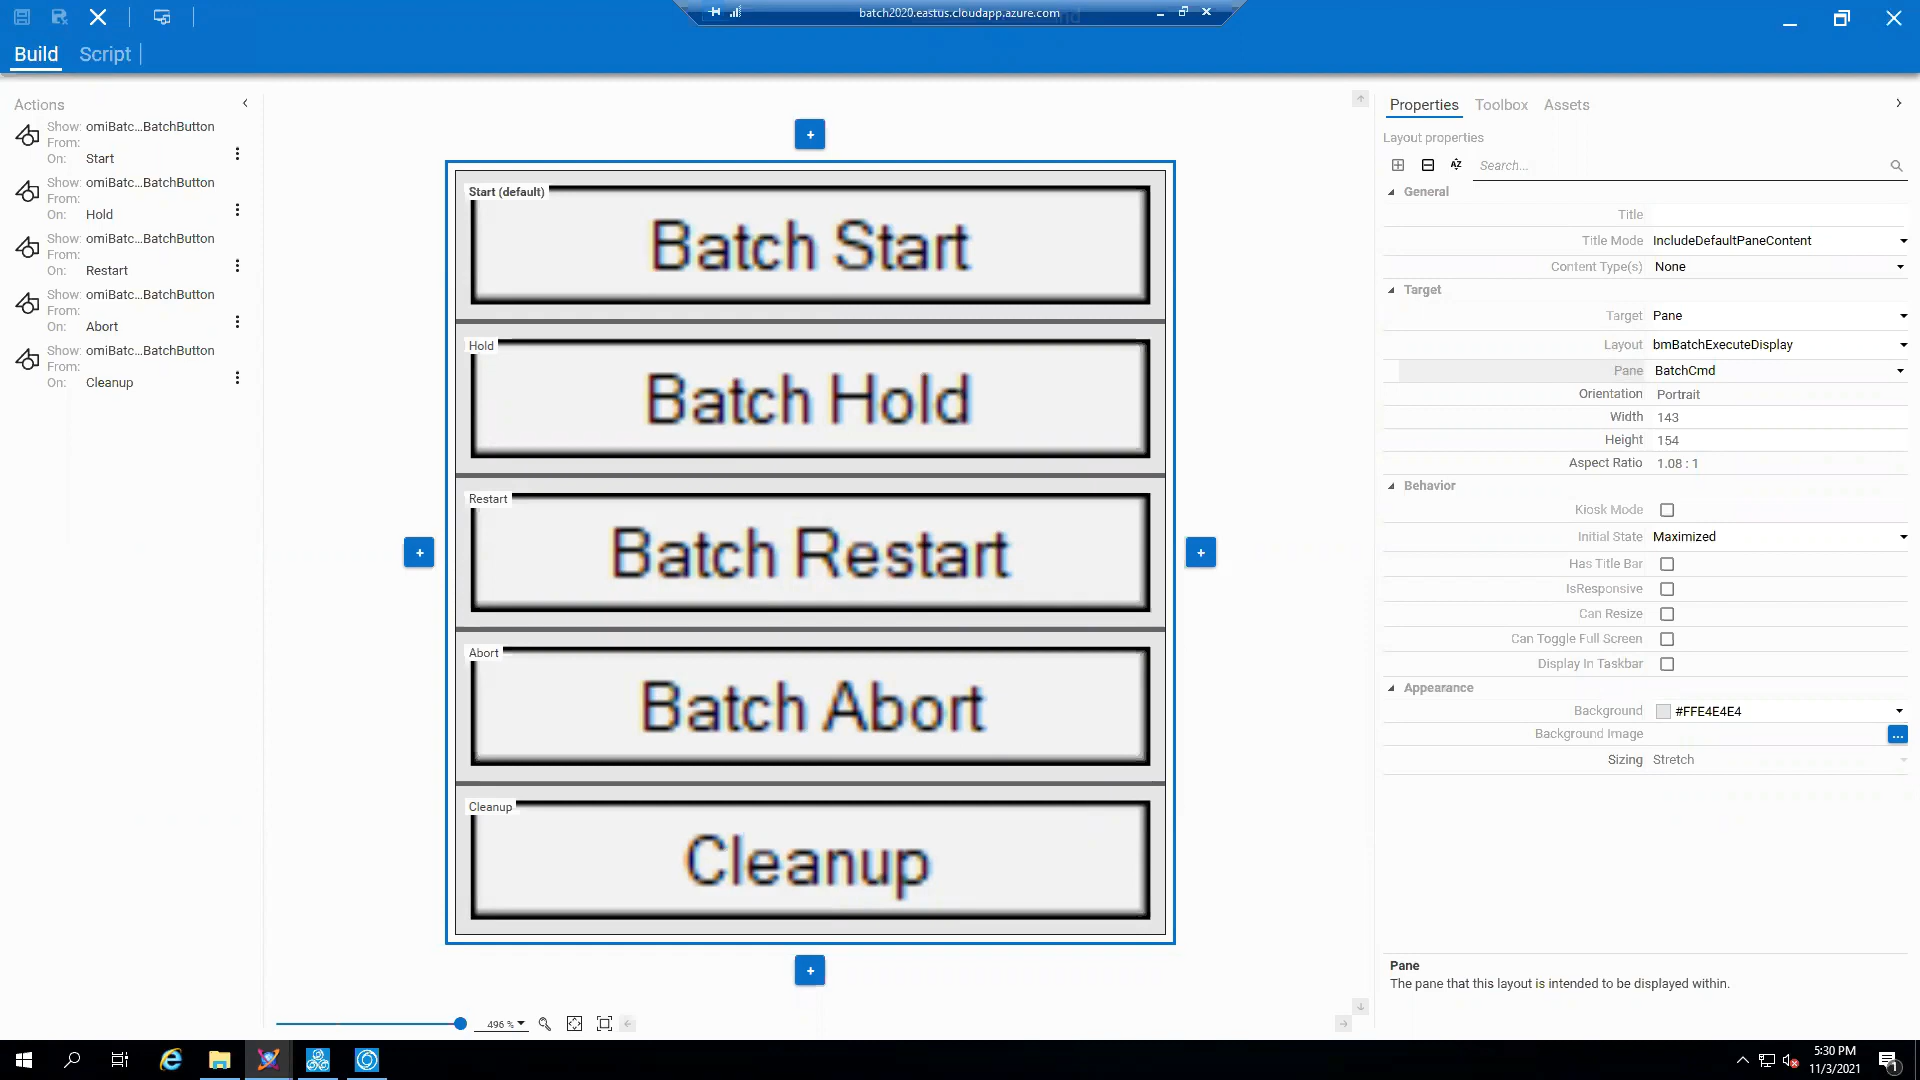 batch2020.eastus.cloudapp.azure.com
Build
Script
Actions
Show: omiBatc...BatchButton
From:
On: Start
Show: omiBatc...BatchButton
From:
On: Hold
Show: omiBatc...BatchButton
From:
On: Restart
Show: omiBatc...BatchButton
From:
On: Abort
Show: omiBatc...BatchButton
From:
On: Cleanup
Start (default)
Batch Start
Hold
Batch Hold
Restart
Batch Restart
Abort
Batch Abort
Cleanup
Cleanup
496 %
Properties Toolbox Assets
Layout properties
AZ Search...
General
Title
Title Mode IncludeDefaultPaneContent
Content Type(s) None
Target
Target Pane
Layout bmBatchExecuteDisplay
Pane BatchCmd
Orientation Portrait
Width 143
Height 154
Aspect Ratio 1.08 : 1
Behavior
Kiosk Mode
Initial State Maximized
Has Title Bar
IsResponsive
Can Resize
Can Toggle Full Screen
Display In Taskbar
Appearance
Background #FFE4E4E4
Background Image ...
Sizing Stretch
Pane
The pane that this layout is intended to be displayed within.
5:30 PM
11/3/2021
1